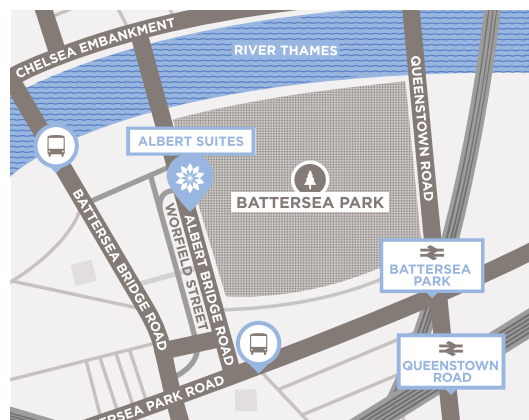 CHELSEA EMBANKMENT
RIVER THAMES
QUEENSTOWN ROAD
ALBERT SUITES
BATTERSEA PARK
BATTERSEA BRIDGE ROAD
WORFIELD STREET
ALBERT BRIDGE ROAD
BATTERSEA
PARK
QUEENSTOWN
ROAD
TERSEA PARK ROAD